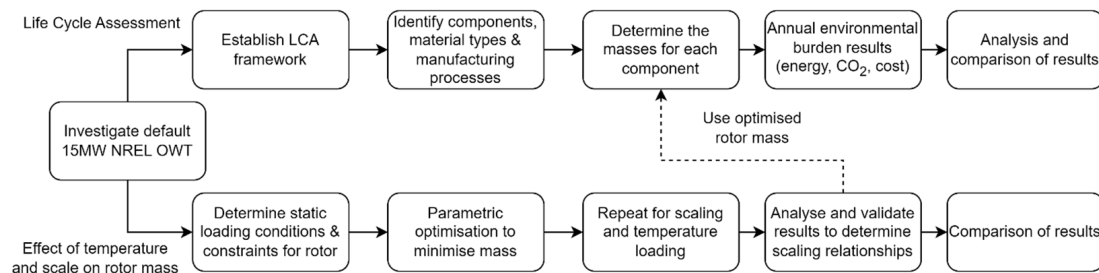 Life Cycle Assessment
Establish LCA
framework
Identify components,
material types &
manufacturing
processes
Determine the
masses for each
component
Annual environmental
burden results
(energy, CO₂, cost)
Analysis and
comparison of results
Investigate default
15MW NREL OWT
Use optimised
rotor mass
Effect of temperature
and scale on rotor mass
Determine static
loading conditions &
constraints for rotor
Parametric
optimisation to
minimise mass
Repeat for scaling
and temperature
loading
Analyse and validate
results to determine
scaling relationships
Comparison of results